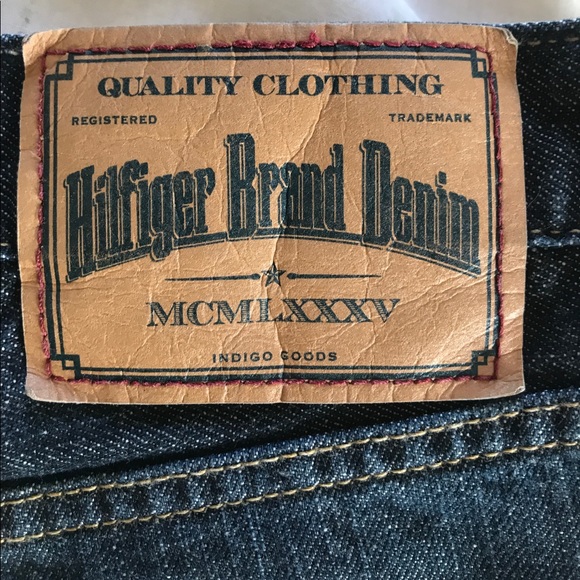 QUALITY CLOTHING
REGISTERED TRADEMARK
Hilfiger Brand Denim
MCMLXXXV
INDIGO GOODS